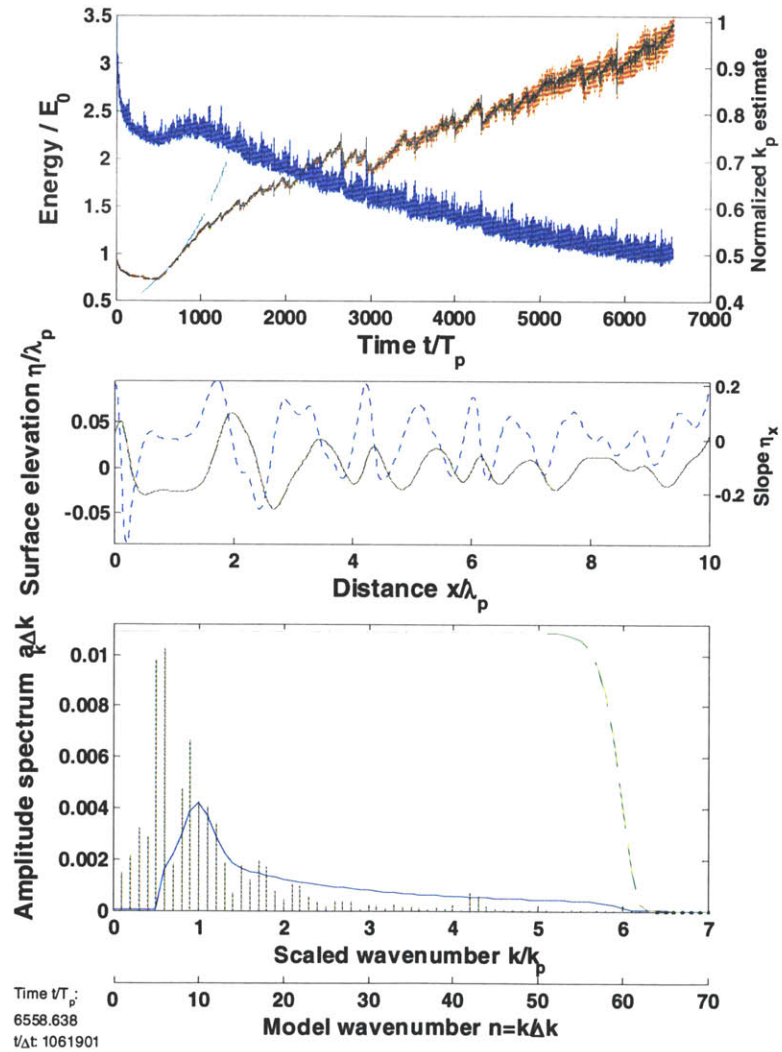 3.5
3
2.5
2
1.5
1
0.5
Energy / E0
1
0.9
0.8
0.7
0.6
0.5
0.4
Normalized kp estimate
0 1000 2000 3000 4000 5000 6000 7000
Time t/Tp
Surface elevation η/λp
0.05
0
-0.05
0.2
0
-0.2
Slope ηx
0 2 4 6 8 10
Distance x/λp
Amplitude spectrum akΔk
0.01
0.008
0.006
0.004
0.002
0
0 1 2 3 4 5 6 7
Scaled wavenumber k/kp
0 10 20 30 40 50 60 70
Model wavenumber n=kΔk
Time t/Tp:
6558.638
t/Δt: 1061901